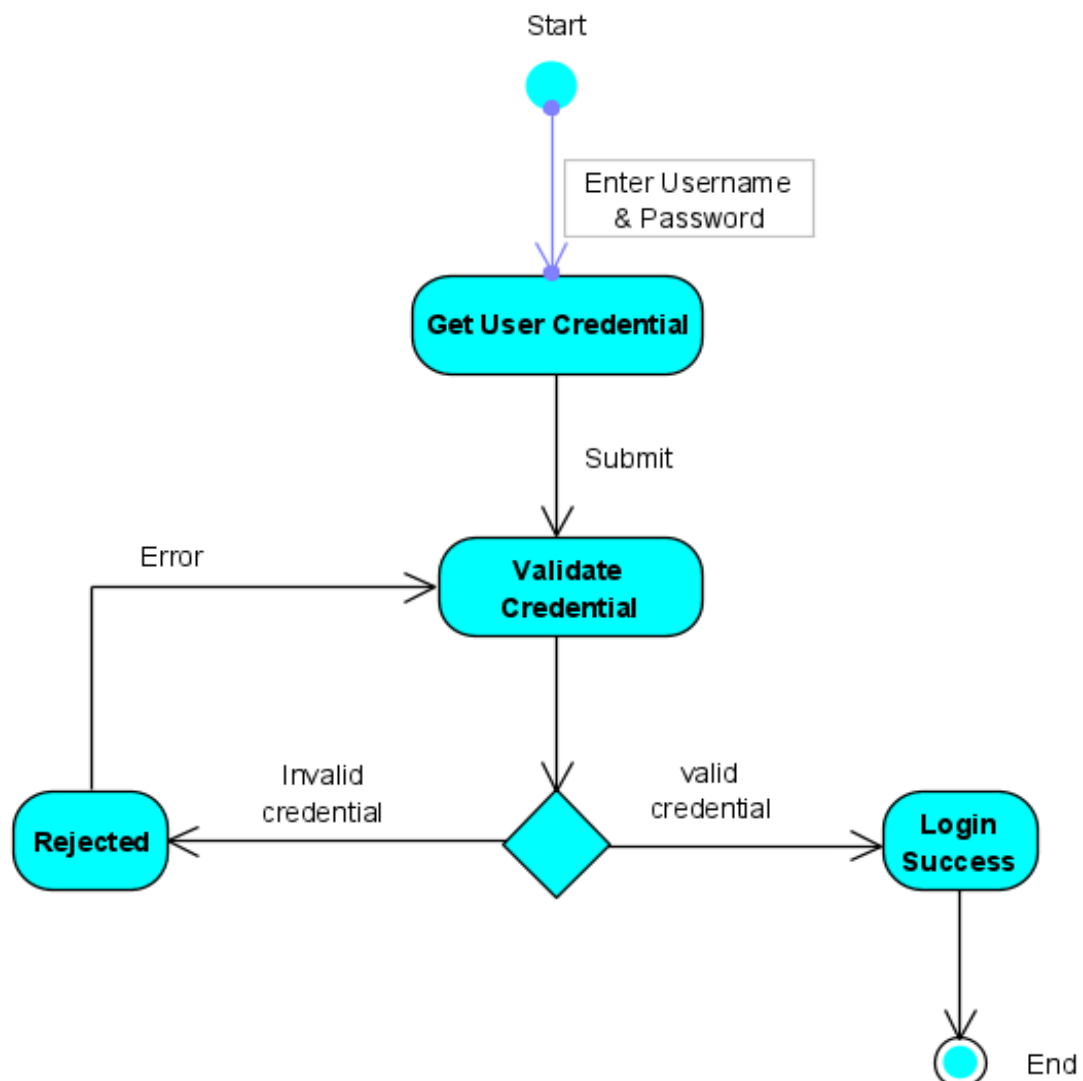 Start
Enter Username
& Password
Get User Credential
Submit
Error
Validate
Credential
Invalid
credential
valid
credential
Rejected
Login
Success
End